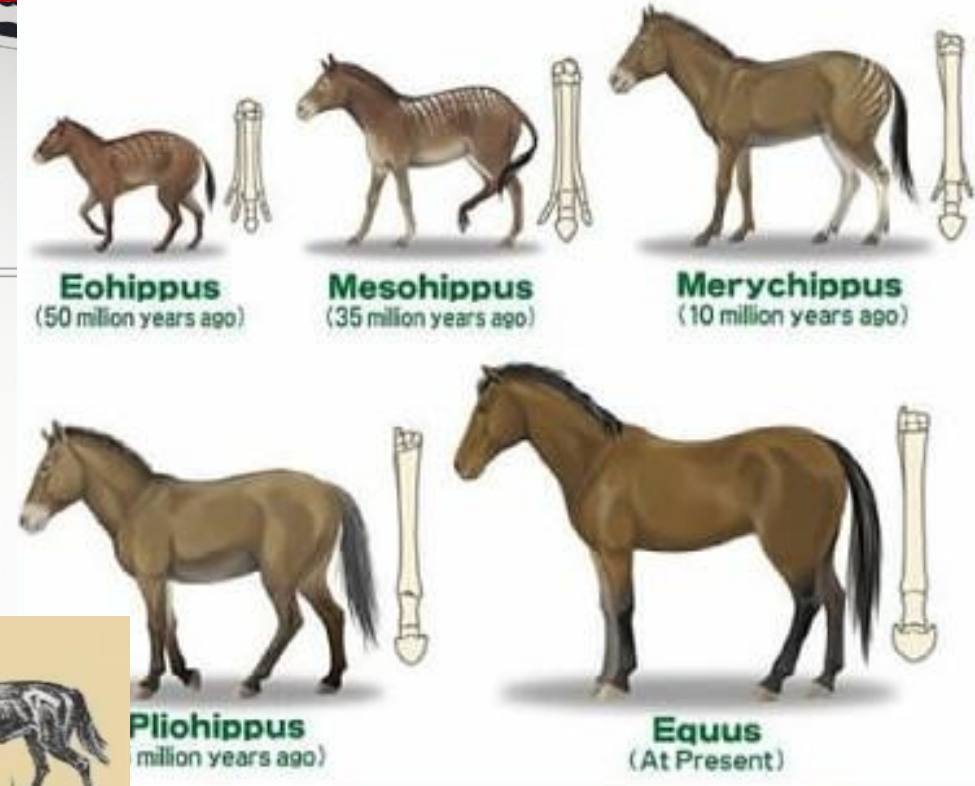 Eohippus
(50 million years ago)
Mesohippus
(35 million years ago)
Merychippus
(10 million years ago)
Pliohippus
million years ago)
Equus
(At Present)